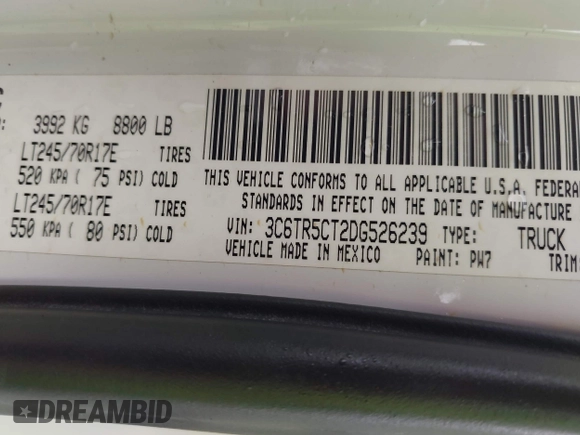 3992 KG 8800 LB
LT245/70R17E TIRES
520 KPA ( 75 PSI) COLD
LT245/70R17E TIRES
550 KPA ( 80 PSI) COLD
THIS VEHICLE CONFORMS TO ALL APPLICABLE U.S.A. FEDERA
STANDARDS IN EFFECT ON THE DATE OF MANUFACTURE
VIN: 3C6TR5CT2DG526239 TYPE: TRUCK
VEHICLE MADE IN MEXICO PAINT: PW7 TRIM:
DREAMBID